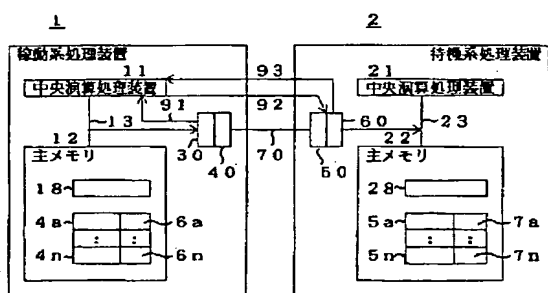 1 2
稼動系処理装置 待機系処理装置
11 93 21
中央演算処理装置 中央演算処理装置
91 92 60
12 13 22 23
30 40 70 50
主メモリ 主メモリ
18 28
4a 6a 5a 7a
: : : :
4n 6n 5n 7n